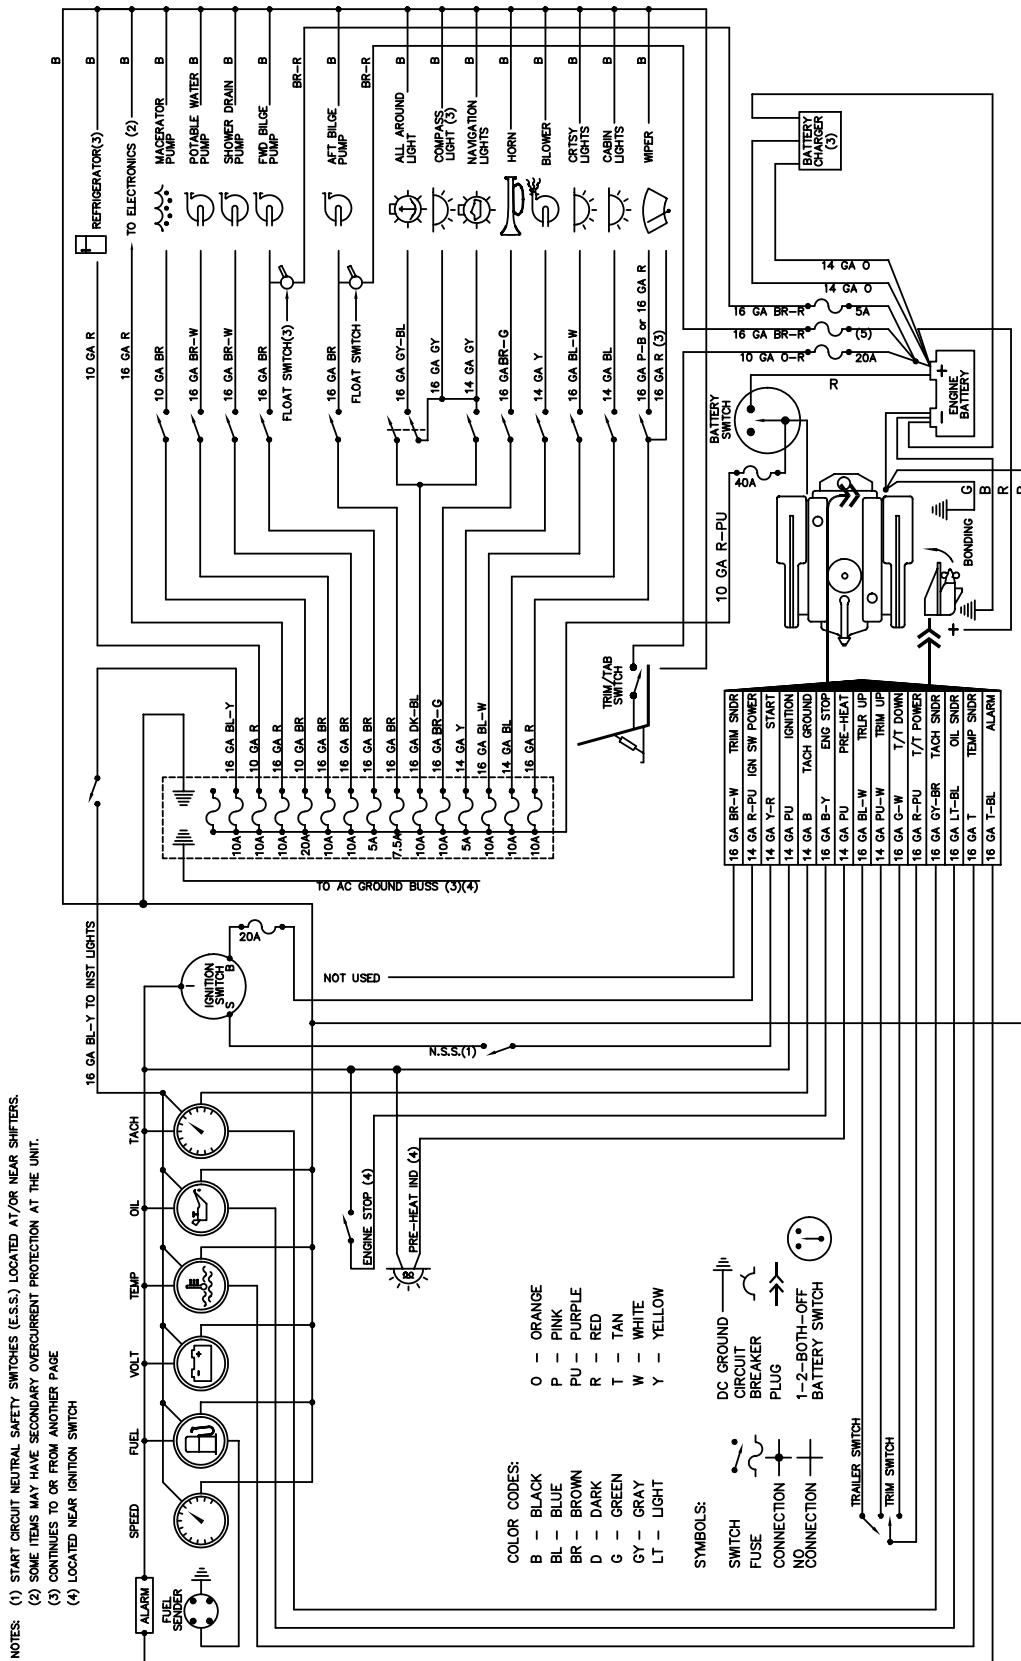 NOTES: (1) START CIRCUIT NEUTRAL SAFETY SWITCHES (E.S.S.) LOCATED AT/OR NEAR SHIFTERS.
(2) SOME ITEMS MAY HAVE SECONDARY OVERCURRENT PROTECTION AT THE UNIT.
(3) CONTINUES TO OR FROM ANOTHER PAGE
(4) LOCATED NEAR IGNITION SWITCH
ALARM
FUEL
SENDER
SPEED
FUEL
VOLT
TEMP
OIL
TACH
16 GA BL-Y TO INST LIGHTS
IGNITION
SWITCH
B
S
I
20A
NOT USED
N.S.S.(1)
ENGINE STOP (4)
PRE-HEAT IND (4)
TO AC GROUND BUSS (3)(4)
10A
10A
10A
20A
10A
10A
5A
7.5A
10A
10A
5A
10A
10A
10A
16 GA BL-Y
10 GA R
16 GA R
10 GA BR
16 GA BR
16 GA BR
16 GA BR
16 GA BR
16 GA DK-BL
16 GA BR-G
14 GA Y
16 GA BL-W
14 GA BL
16 GA R
10 GA R
16 GA R
10 GA BR
16 GA BR-W
16 GA BR-W
16 GA BR
FLOAT SWITCH(3)
16 GA BR
FLOAT SWITCH
16 GA GY-BL
16 GA GY
14 GA GY
16 GA BR-G
14 GA Y
16 GA BL-W
14 GA BL
16 GA P-B or 16 GA R
16 GA R (3)
REFRIGERATOR(3)
TO ELECTRONICS (2)
MACERATOR
PUMP
POTABLE WATER
PUMP
SHOWER DRAIN
PUMP
FWD BILGE
PUMP
AFT BILGE
PUMP
ALL AROUND
LIGHT
COMPASS
LIGHT (3)
NAVIGATION
LIGHTS
HORN
BLOWER
CRTSY
LIGHTS
CABIN
LIGHTS
WIPER
B
B
B
B
B
B
B
BR-R
B
BR-R
B
B
B
B
B
B
B
B
BATTERY
CHARGER
(3)
14 GA O
14 GA O
16 GA BR-R
5A
16 GA BR-R
(5)
10 GA O-R
20A
R
ENGINE
BATTERY
+
-
BATTERY
SWITCH
40A
10 GA R-PU
TRIM/TAB
SWITCH
G
B
R
BONDING
+
16 GA BR-W TRIM SNDR
14 GA R-PU IGN SW POWER
14 GA Y-R START
14 GA PU IGNITION
14 GA B TACH GROUND
16 GA B-Y ENG STOP
14 GA PU PRE-HEAT
16 GA BL-W TRLR UP
14 GA PU-W TRIM UP
16 GA G-W T/T DOWN
16 GA R-PU T/T POWER
16 GA GY-BR TACH SNDR
16 GA LT-BL OIL SNDR
16 GA T TEMP SNDR
16 GA T-BL ALARM
TRAILER SWITCH
TRIM SWITCH
COLOR CODES:
B - BLACK
BL - BLUE
BR - BROWN
D - DARK
G - GREEN
GY - GRAY
LT - LIGHT
O - ORANGE
P - PINK
PU - PURPLE
R - RED
T - TAN
W - WHITE
Y - YELLOW
SYMBOLS:
SWITCH
FUSE
CONNECTION
NO
CONNECTION
DC GROUND
CIRCUIT
BREAKER
PLUG
1-2-BOTH-OFF
BATTERY SWITCH